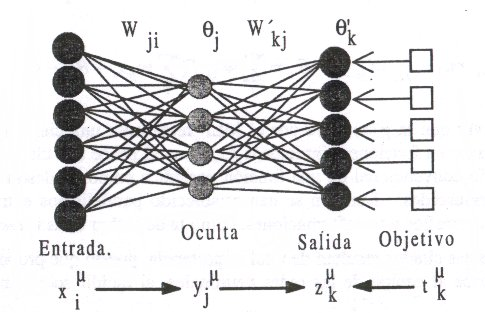 W ji θj W´kj θ'k
Entrada. Oculta Salida Objetivo
x i μ y j μ z k μ t k μ